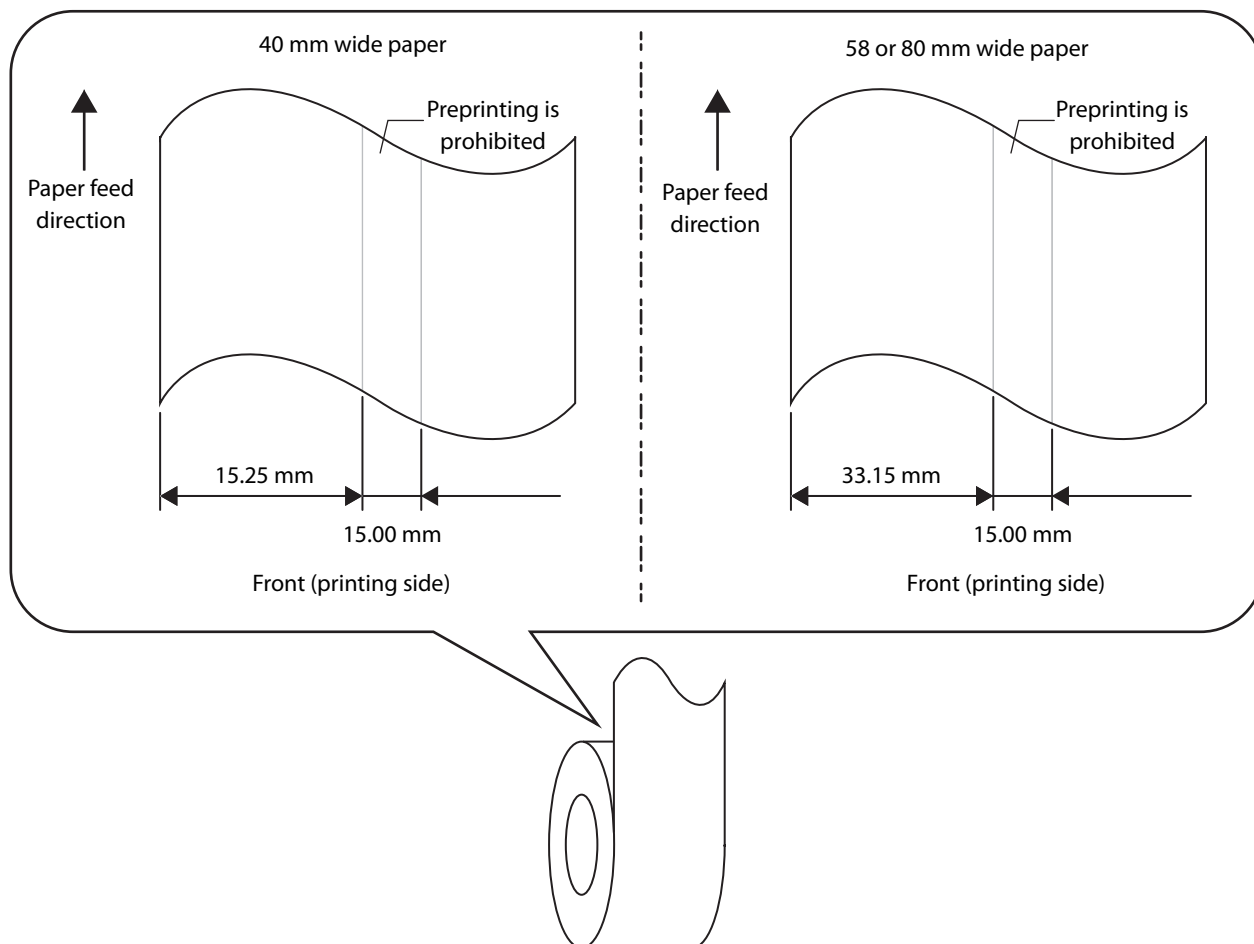 40 mm wide paper
Preprinting is
prohibited
Paper feed
direction
15.25 mm
15.00 mm
Front (printing side)
58 or 80 mm wide paper
Preprinting is
prohibited
Paper feed
direction
33.15 mm
15.00 mm
Front (printing side)